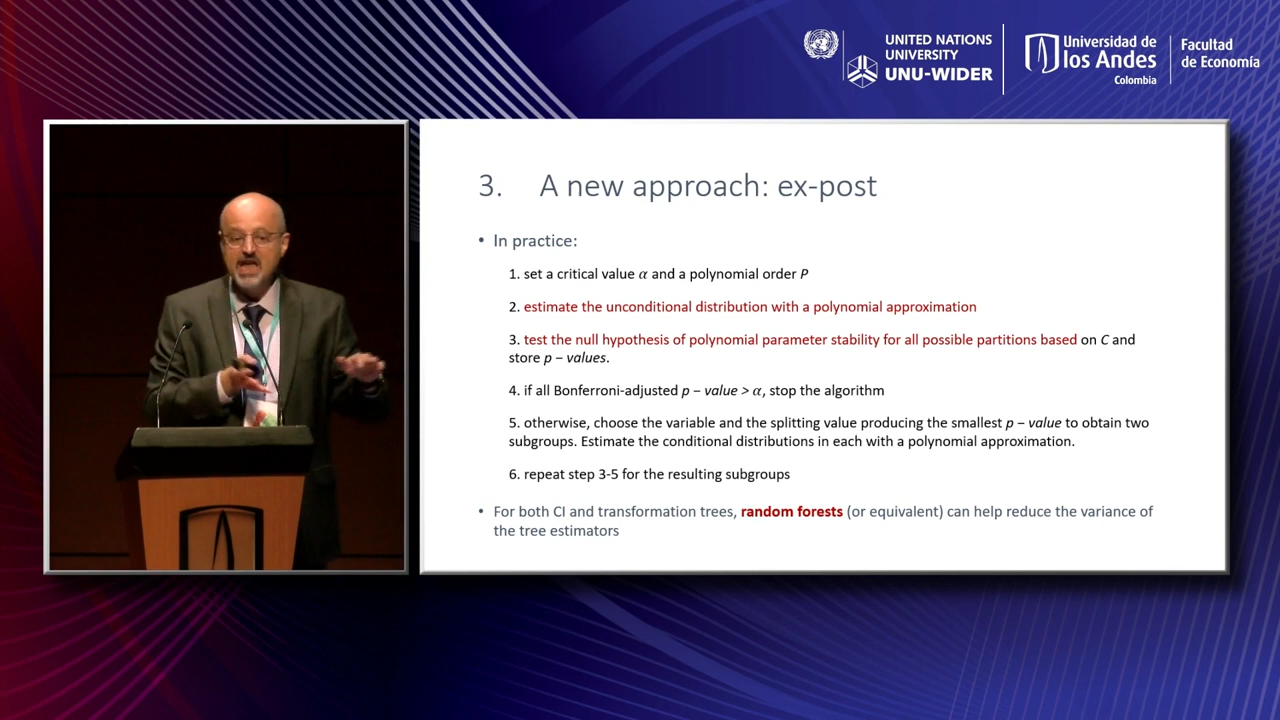 UNITED NATIONS
UNIVERSITY
UNU-WIDER
Universidad de
los Andes
Colombia
Facultad
de Economía
3. A new approach: ex-post
• In practice:
1. set a critical value α and a polynomial order P
2. estimate the unconditional distribution with a polynomial approximation
3. test the null hypothesis of polynomial parameter stability for all possible partitions based on C and
store p – values.
4. if all Bonferroni-adjusted p – value > α, stop the algorithm
5. otherwise, choose the variable and the splitting value producing the smallest p – value to obtain two
subgroups. Estimate the conditional distributions in each with a polynomial approximation.
6. repeat step 3-5 for the resulting subgroups
• For both CI and transformation trees, random forests (or equivalent) can help reduce the variance of
the tree estimators